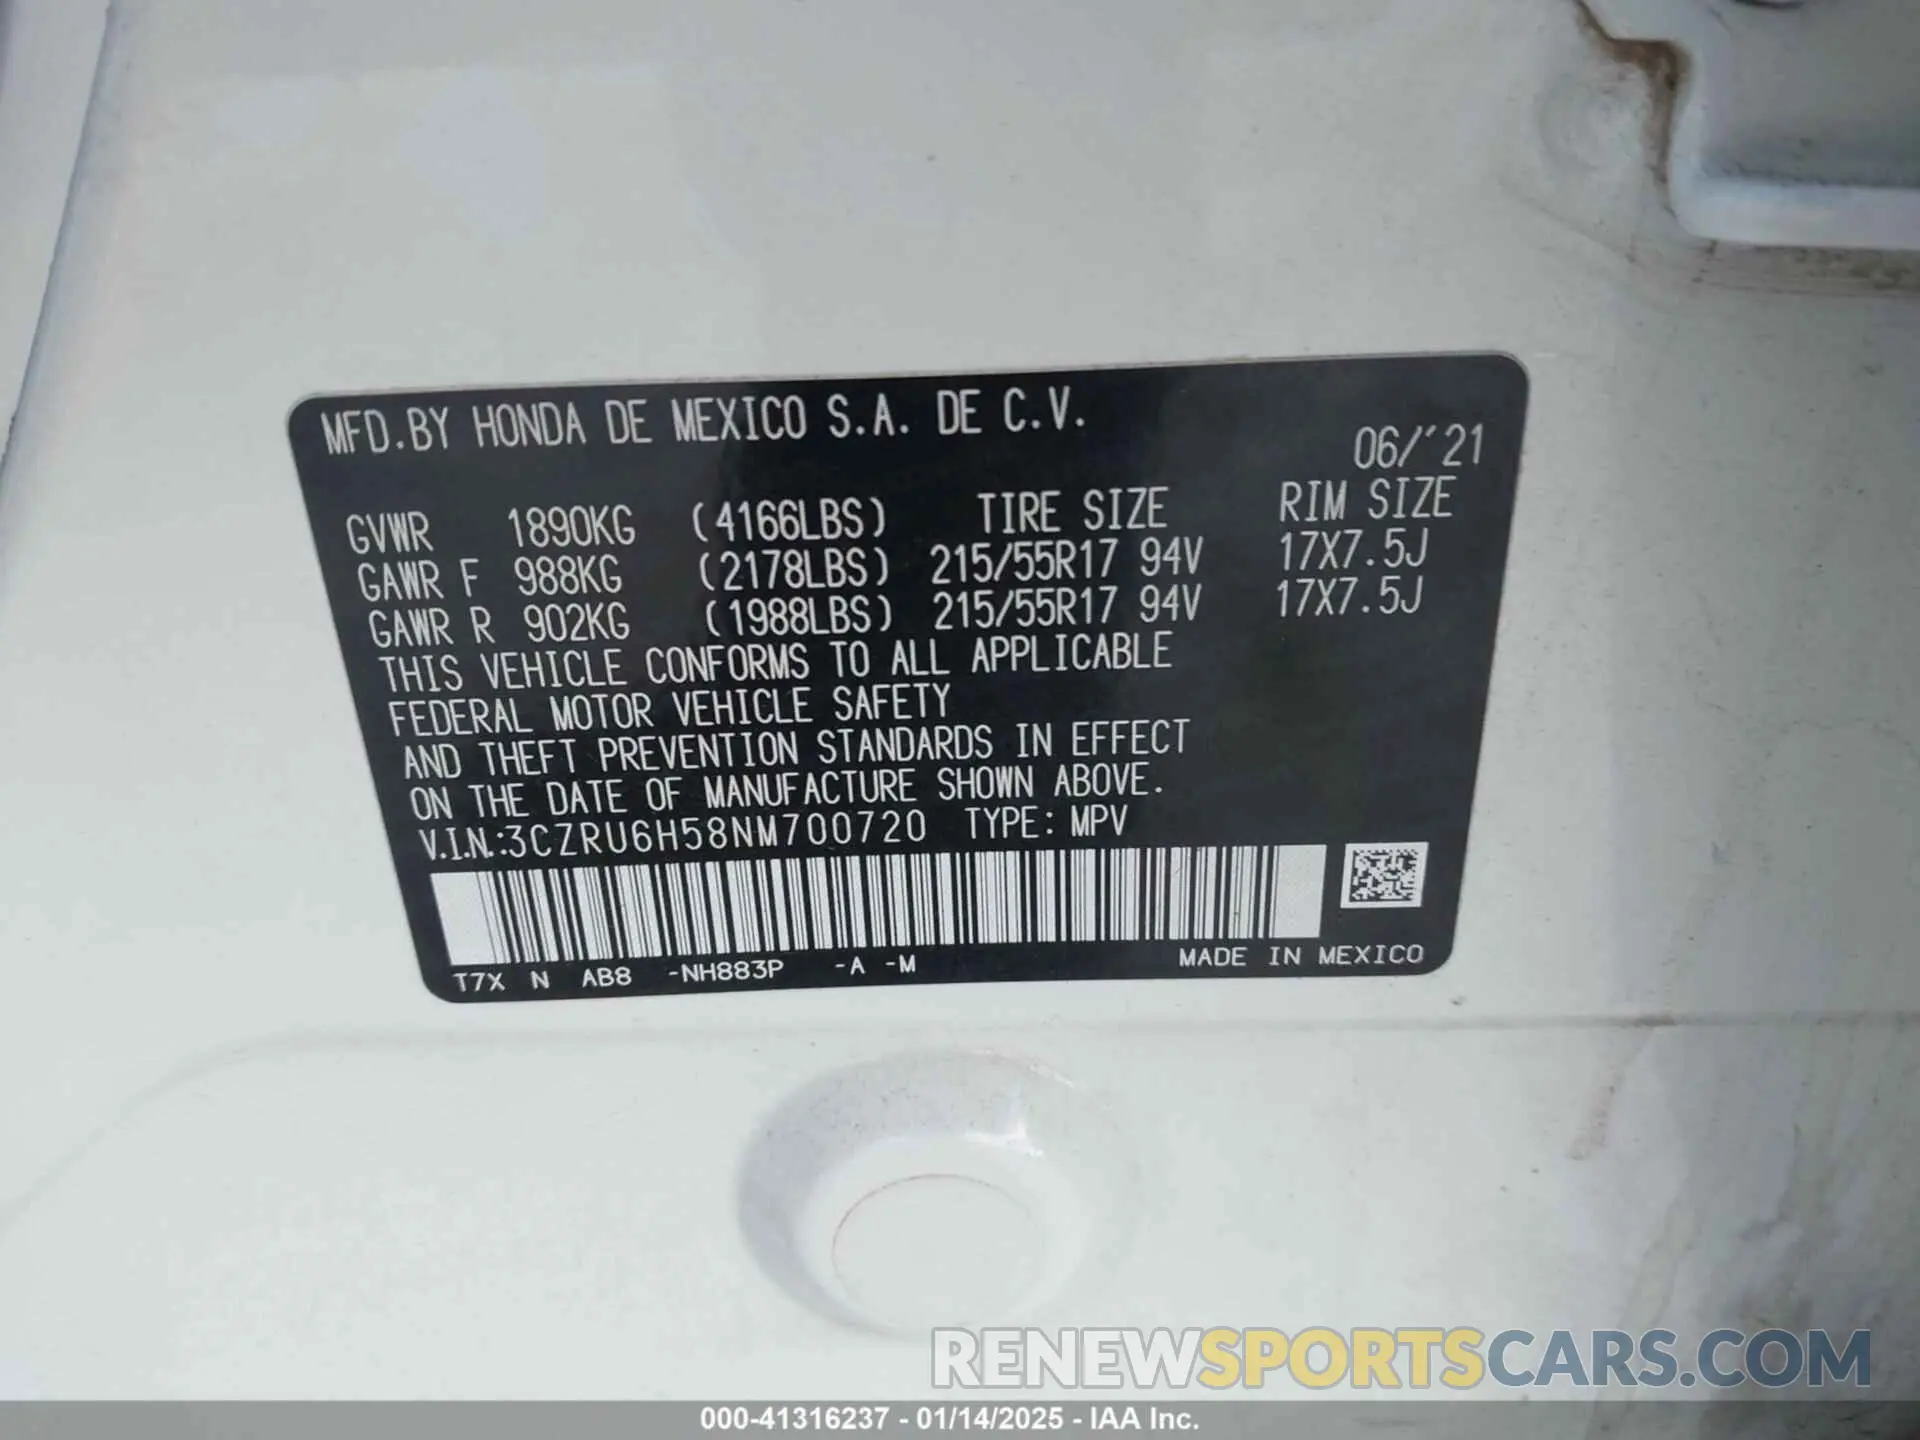 MFD.BY HONDA DE MEXICO S.A. DE C.V.
06/'21
GVWR 1890KG (4166LBS) TIRE SIZE RIM SIZE
GAWR F 988KG (2178LBS) 215/55R17 94V 17X7.5J
GAWR R 902KG (1988LBS) 215/55R17 94V 17X7.5J
THIS VEHICLE CONFORMS TO ALL APPLICABLE
FEDERAL MOTOR VEHICLE SAFETY
AND THEFT PREVENTION STANDARDS IN EFFECT
ON THE DATE OF MANUFACTURE SHOWN ABOVE.
V.I.N.:3CZRU6H58NM700720 TYPE: MPV
T7X N AB8 -NH883P -A -M MADE IN MEXICO
RENEWSPORTSCARS.COM
000-41316237 - 01/14/2025 - IAA Inc.